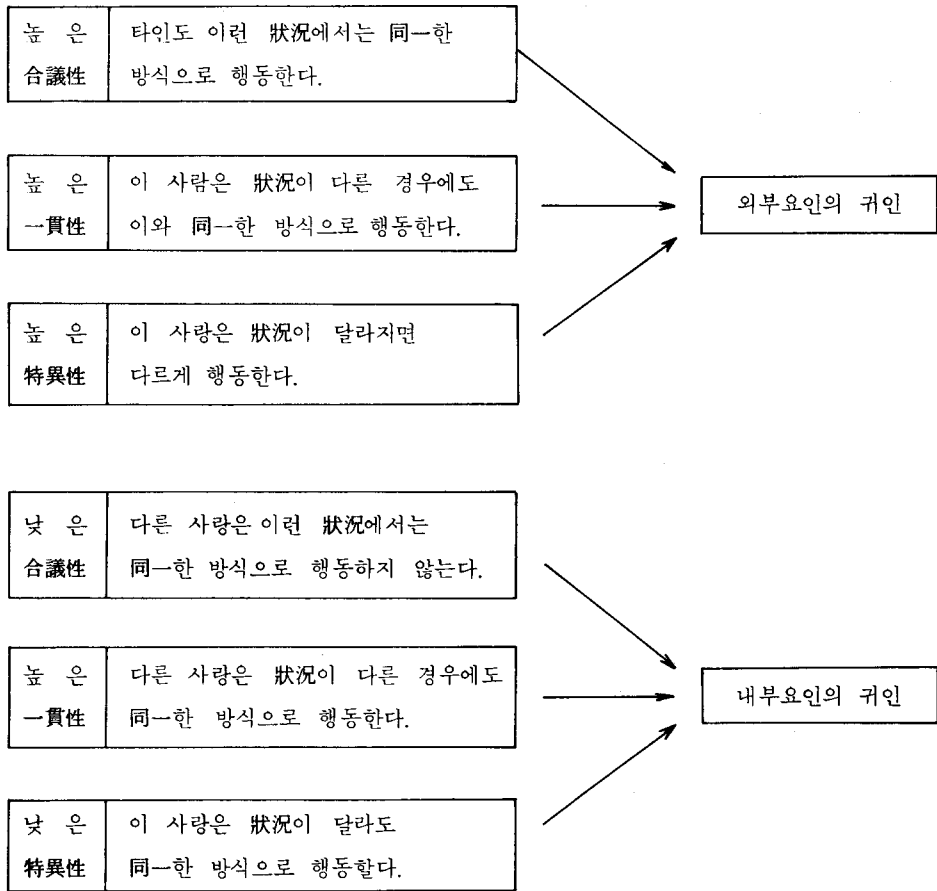 높 은 타인도 이런 狀況에서는 同一한
合議性 방식으로 행동한다.
높 은 이 사람은 狀況이 다른 경우에도
一貫性 이와 同一한 방식으로 행동한다.
외부요인의 귀인
높 은 이 사랑은 狀況이 달라지면
特異性 다르게 행동한다.
낮 은 다른 사랑은 이런 狀況에서는
合議性 同一한 방식으로 행동하지 않는다.
높 은 다른 사람은 狀況이 다른 경우에도
一貫性 同一한 방식으로 행동한다.
내부요인의 귀인
낮 은 이 사람은 狀況이 달라도
特異性 同一한 방식으로 행동할다.